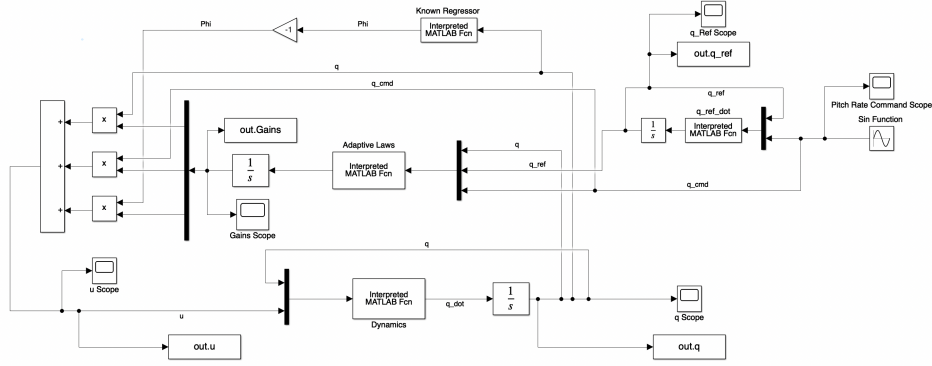 Known Regressor
Phi
Phi
-1
Interpreted
MATLAB Fcn
q_Ref Scope
out.q_ref
q
q_cmd
q_ref
Pitch Rate Command Scope
q_ref_dot
Sin Function
+
x
out.Gains
1
s
Interpreted
MATLAB Fcn
Adaptive Laws
q
+
x
1
s
Interpreted
MATLAB Fcn
q_ref
q_cmd
+
x
Gains Scope
q
u Scope
Interpreted
MATLAB Fcn
1
s
q_dot
q Scope
u
Dynamics
out.u
out.q